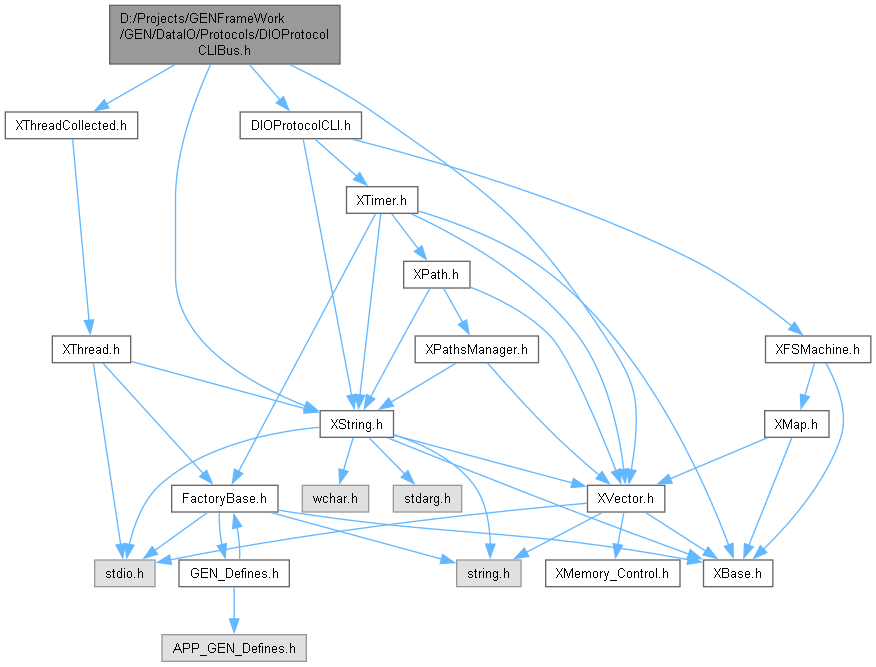 D:/Projects/GENFrameWork
/GEN/DataIO/Protocols/DIOProtocol
CLIBus.h
XThreadCollected.h
DIOProtocolCLI.h
XTimer.h
XPath.h
XThread.h
XPathsManager.h
XFSMachine.h
XString.h
XMap.h
FactoryBase.h
wchar.h
stdarg.h
XVector.h
stdio.h
GEN_Defines.h
string.h
XMemory_Control.h
XBase.h
APP_GEN_Defines.h